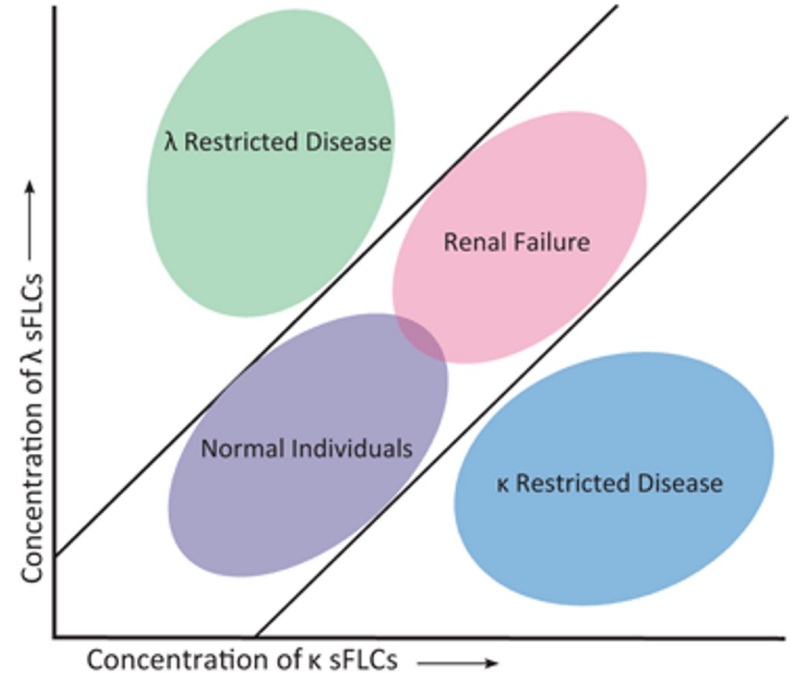 λ Restricted Disease
Renal Failure
Normal Individuals
κ Restricted Disease
Concentration of λ sFLCs
Concentration of κ sFLCs